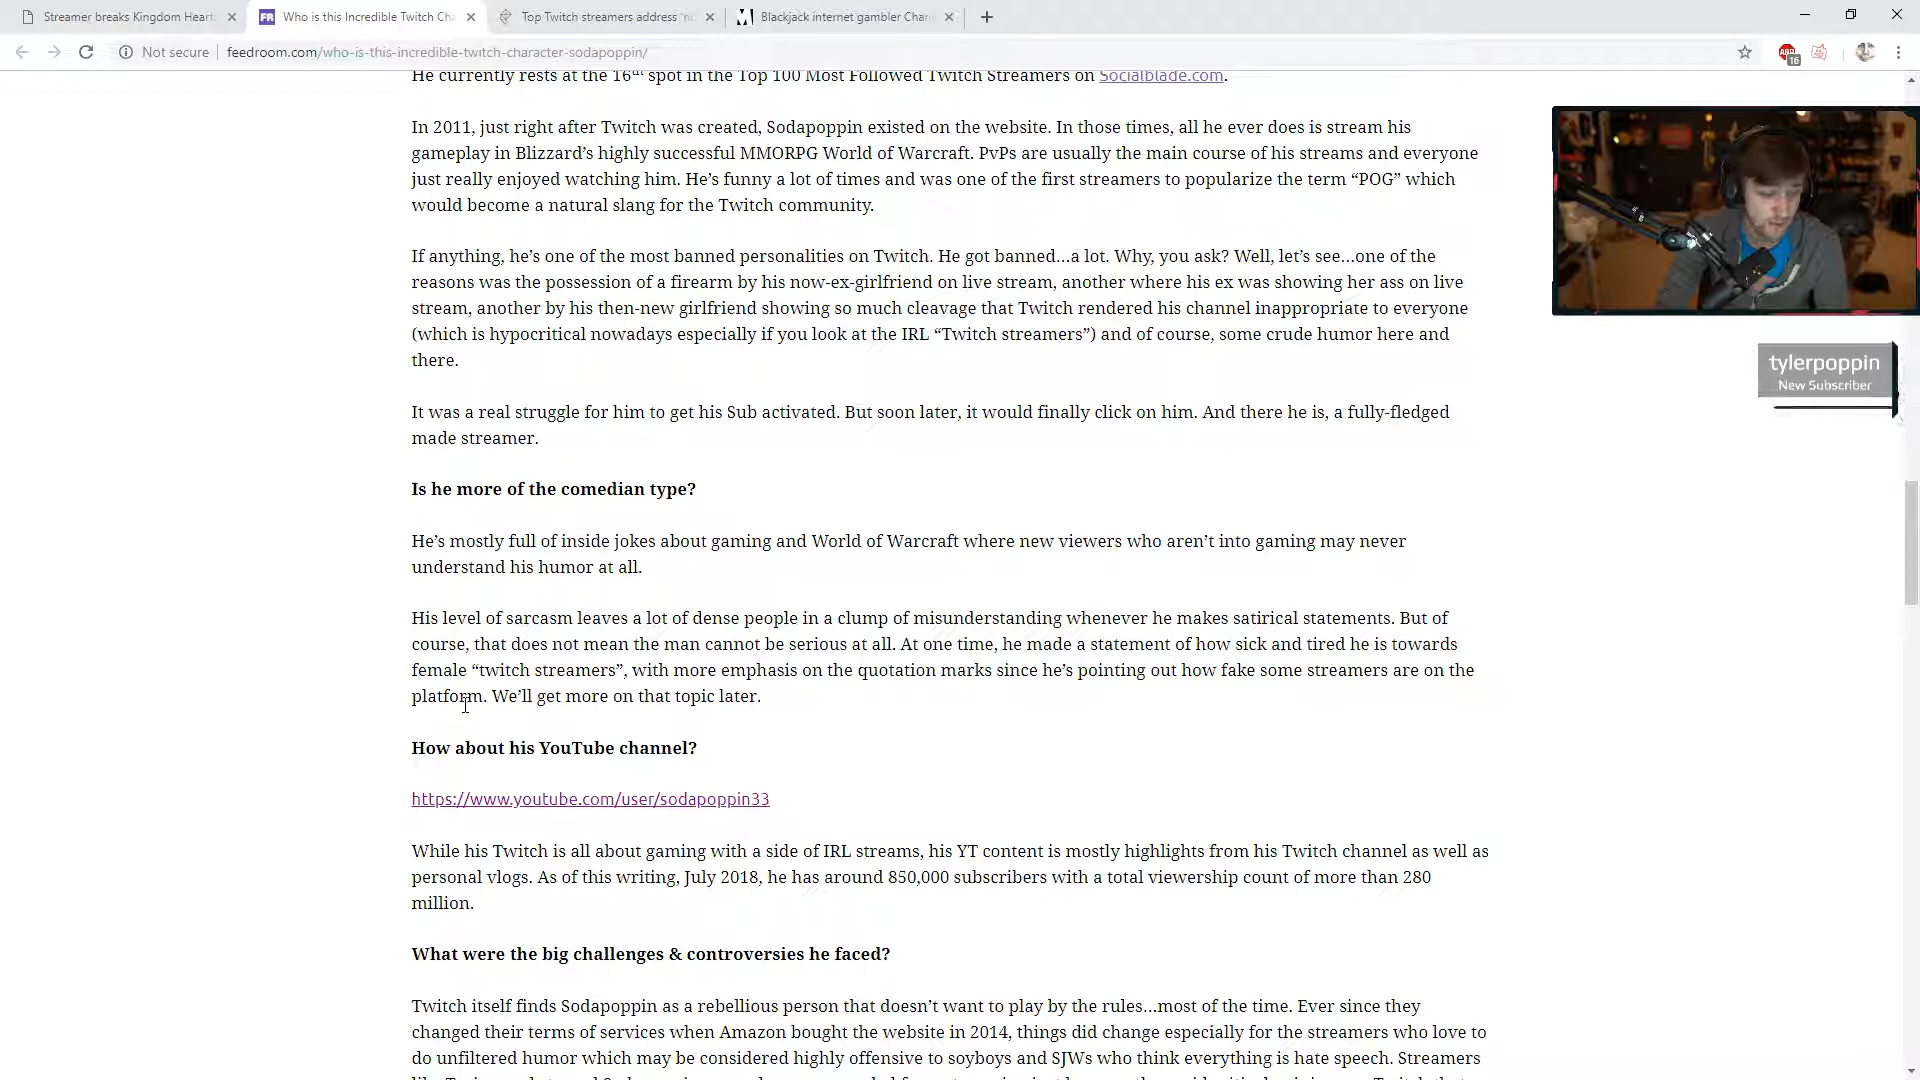 Streamer breaks Kingdom Heart
Who is this Incredible Twitch Ch
Top Twitch streamers address
Blackjack internet gambler Chan
Not secure
feedroom.com/who-is-this-incredible-twitch-character-sodapoppin/
16
He currently rests at the 16th spot in the Top 100 Most Followed Twitch Streamers on Socialblade.com.
In 2011, just right after Twitch was created, Sodapoppin existed on the website. In those times, all he ever does is stream his
gameplay in Blizzard’s highly successful MMORPG World of Warcraft. PvPs are usually the main course of his streams and everyone
just really enjoyed watching him. He’s funny a lot of times and was one of the first streamers to popularize the term “POG” which
would become a natural slang for the Twitch community.
If anything, he’s one of the most banned personalities on Twitch. He got banned…a lot. Why, you ask? Well, let’s see…one of the
reasons was the possession of a firearm by his now-ex-girlfriend on live stream, another where his ex was showing her ass on live
stream, another by his then-new girlfriend showing so much cleavage that Twitch rendered his channel inappropriate to everyone
(which is hypocritical nowadays especially if you look at the IRL “Twitch streamers”) and of course, some crude humor here and
there.
tylerpoppin
New Subscriber
It was a real struggle for him to get his Sub activated. But soon later, it would finally click on him. And there he is, a fully-fledged
made streamer.
Is he more of the comedian type?
He’s mostly full of inside jokes about gaming and World of Warcraft where new viewers who aren’t into gaming may never
understand his humor at all.
His level of sarcasm leaves a lot of dense people in a clump of misunderstanding whenever he makes satirical statements. But of
course, that does not mean the man cannot be serious at all. At one time, he made a statement of how sick and tired he is towards
female “twitch streamers”, with more emphasis on the quotation marks since he’s pointing out how fake some streamers are on the
platform. We’ll get more on that topic later.
How about his YouTube channel?
https://www.youtube.com/user/sodapoppin33
While his Twitch is all about gaming with a side of IRL streams, his YT content is mostly highlights from his Twitch channel as well as
personal vlogs. As of this writing, July 2018, he has around 850,000 subscribers with a total viewership count of more than 280
million.
What were the big challenges & controversies he faced?
Twitch itself finds Sodapoppin as a rebellious person that doesn’t want to play by the rules…most of the time. Ever since they
changed their terms of services when Amazon bought the website in 2014, things did change especially for the streamers who love to
do unfiltered humor which may be considered highly offensive to soyboys and SJWs who think everything is hate speech. Streamers